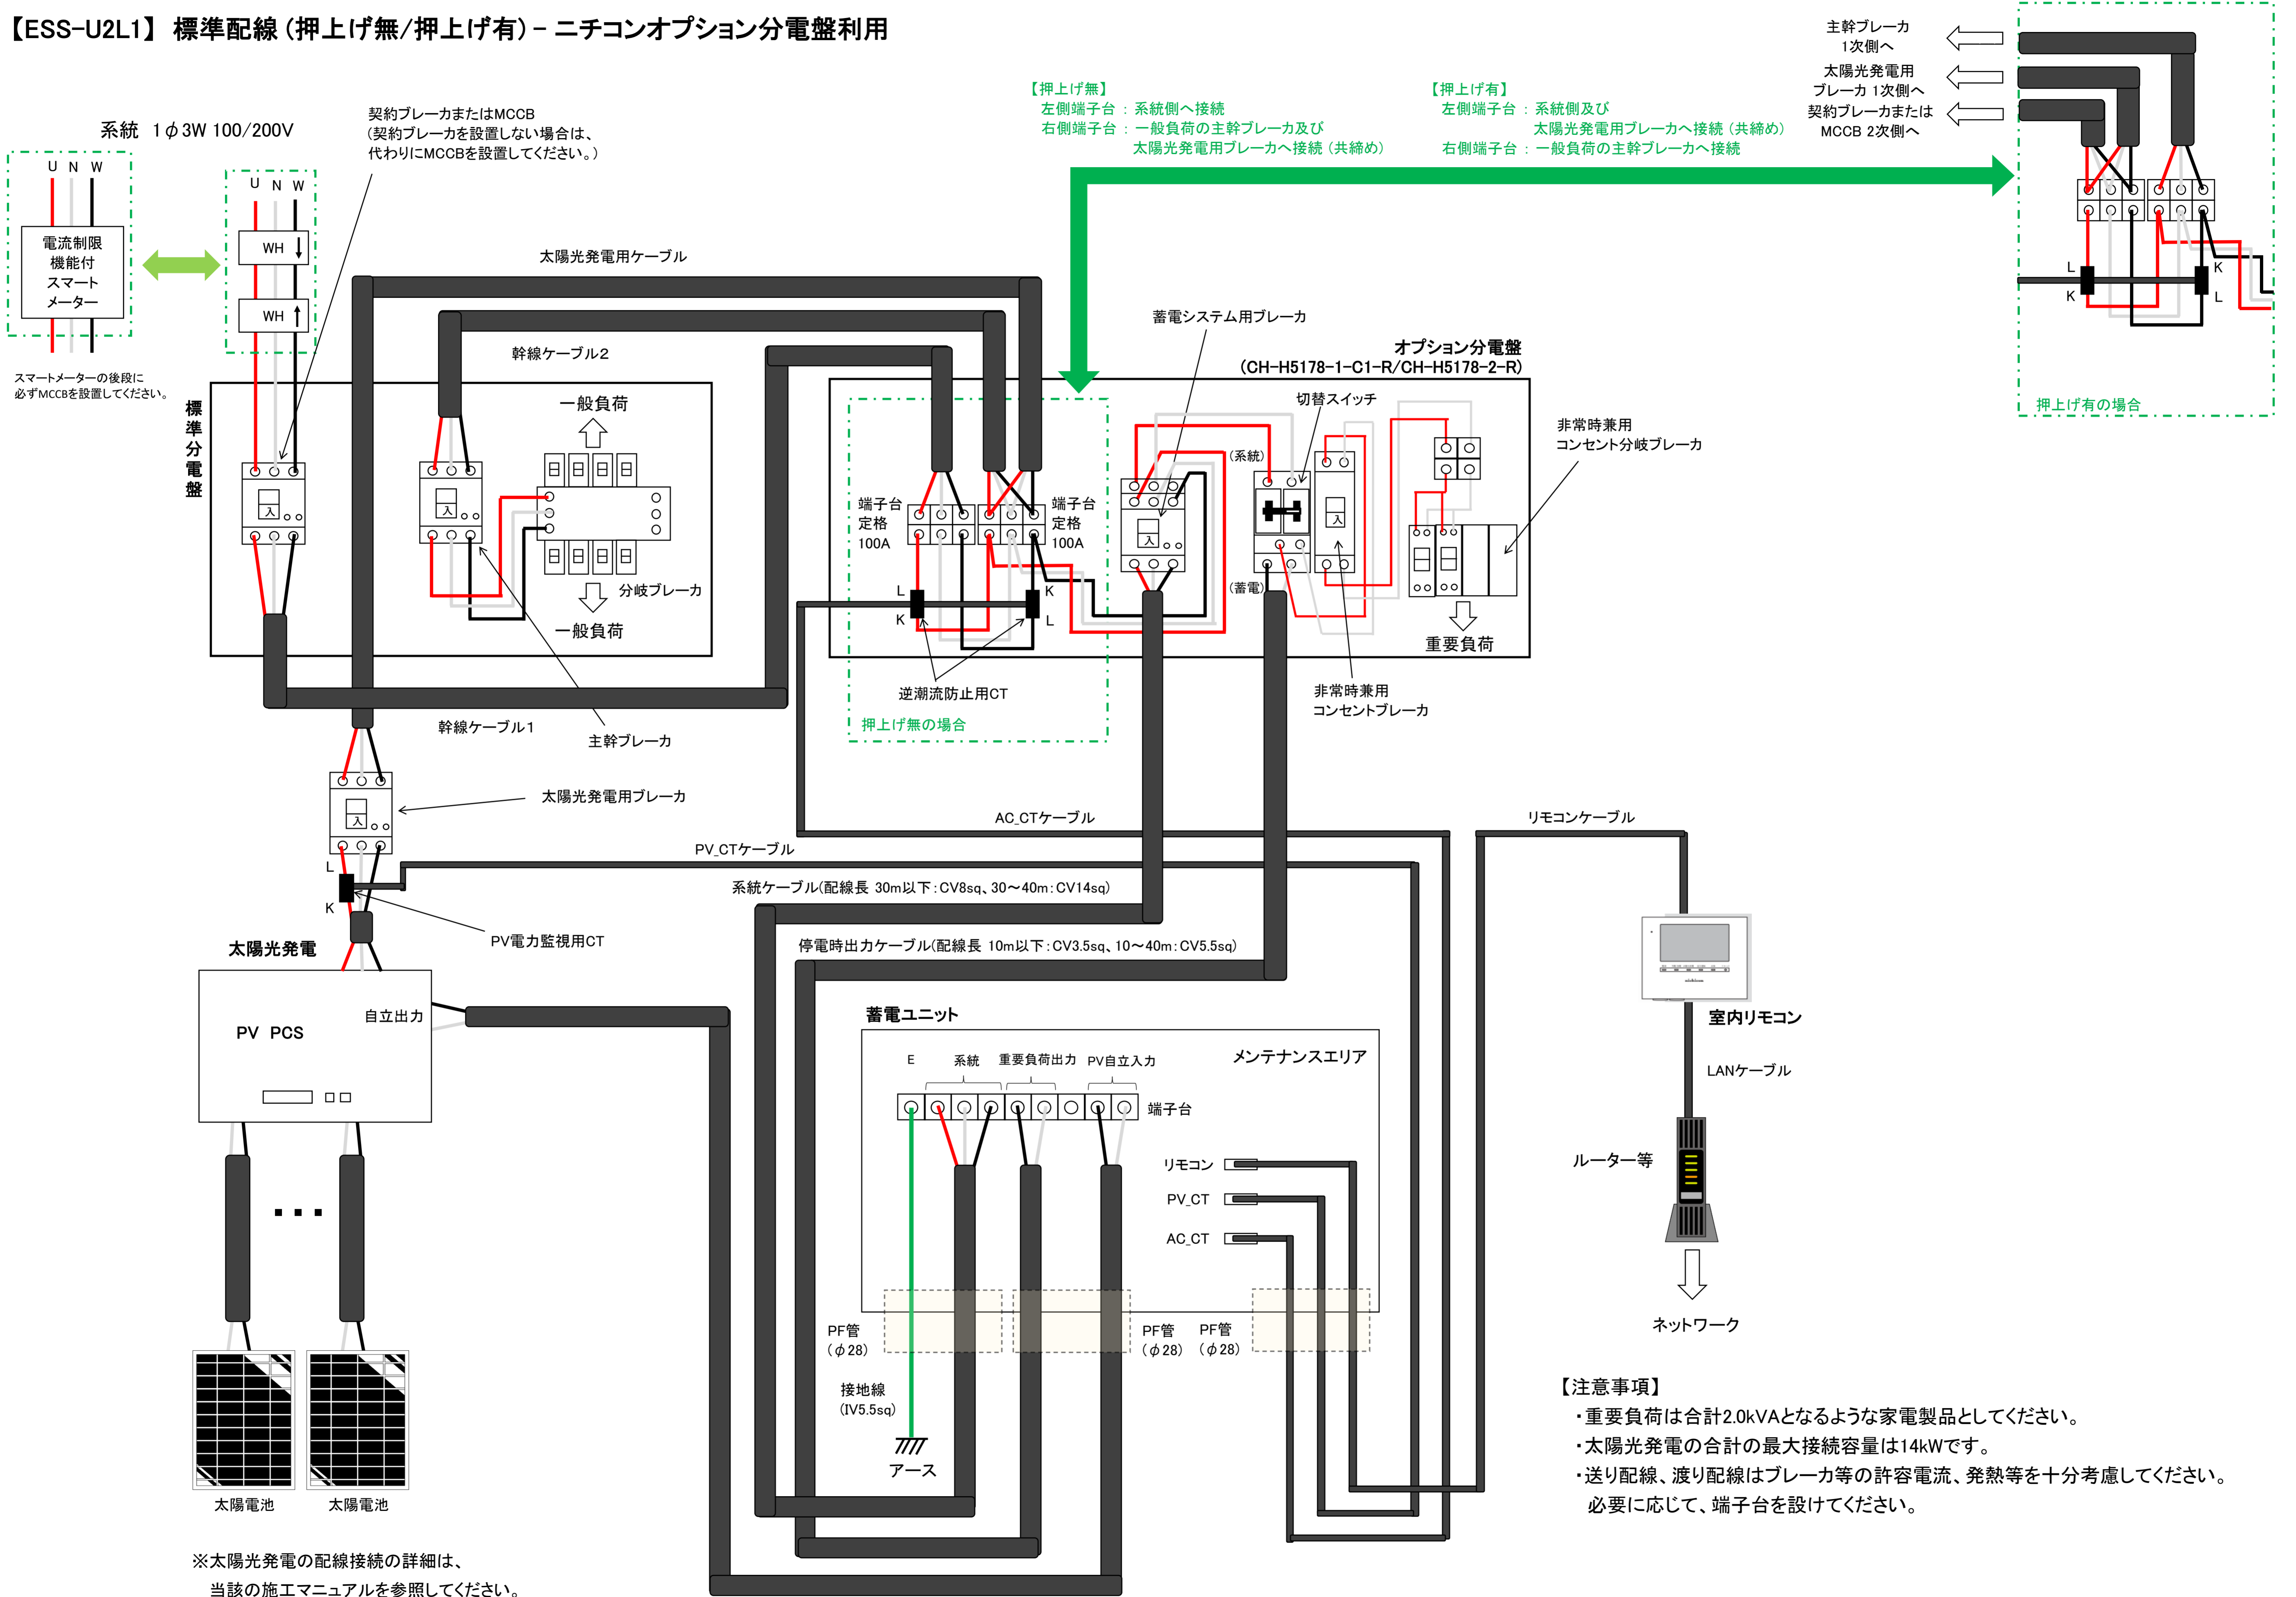 【ESS-U2L1】 標準配線（押上げ無/押上げ有）- ニチコンオプション分電盤利用
系統 1φ3W 100/200V
U N W
電流制限
機能付
スマート
メーター
スマートメーターの後段に
必ずMCCBを設置してください。
U N W
WH
WH
契約ブレーカまたはMCCB
（契約ブレーカを設置しない場合は、
代わりにMCCBを設置してください。）
【押上げ無】
左側端子台 : 系統側へ接続
右側端子台 : 一般負荷の主幹ブレーカ及び
太陽光発電用ブレーカへ接続（共締め）
【押上げ有】
左側端子台 : 系統側及び
太陽光発電用ブレーカへ接続（共締め）
右側端子台 : 一般負荷の主幹ブレーカへ接続
主幹ブレーカ
1次側へ
太陽光発電用
ブレーカ 1次側へ
契約ブレーカまたは
MCCB 2次側へ
L
K
K
L
押上げ有の場合
太陽光発電用ケーブル
幹線ケーブル2
標準分電盤
入
入
一般負荷
分岐ブレーカ
一般負荷
幹線ケーブル1
主幹ブレーカ
オプション分電盤
（CH-H5178-1-C1-R/CH-H5178-2-R）
蓄電システム用ブレーカ
切替スイッチ
（系統）
（蓄電）
入
入
非常時兼用
コンセント分岐ブレーカ
端子台
定格
100A
端子台
定格
100A
L
K
K
L
逆潮流防止用CT
押上げ無の場合
重要負荷
非常時兼用
コンセントブレーカ
入
太陽光発電用ブレーカ
L
K
PV電力監視用CT
AC_CTケーブル
リモコンケーブル
PV_CTケーブル
系統ケーブル(配線長 30m以下:CV8sq、30～40m:CV14sq)
停電時出力ケーブル(配線長 10m以下:CV3.5sq、10～40m:CV5.5sq)
太陽光発電
自立出力
PV PCS
太陽電池
太陽電池
※太陽光発電の配線接続の詳細は、
当該の施工マニュアルを参照してください。
蓄電ユニット
メンテナンスエリア
E
系統
重要負荷出力
PV自立入力
端子台
リモコン
PV_CT
AC_CT
PF管
（φ28）
PF管
（φ28）
PF管
（φ28）
接地線
（IV5.5sq）
アース
室内リモコン
LANケーブル
ルーター等
ネットワーク
【注意事項】
・重要負荷は合計2.0kVAとなるような家電製品としてください。
・太陽光発電の合計の最大接続容量は14kWです。
・送り配線、渡り配線はブレーカ等の許容電流、発熱等を十分考慮してください。
必要に応じて、端子台を設けてください。